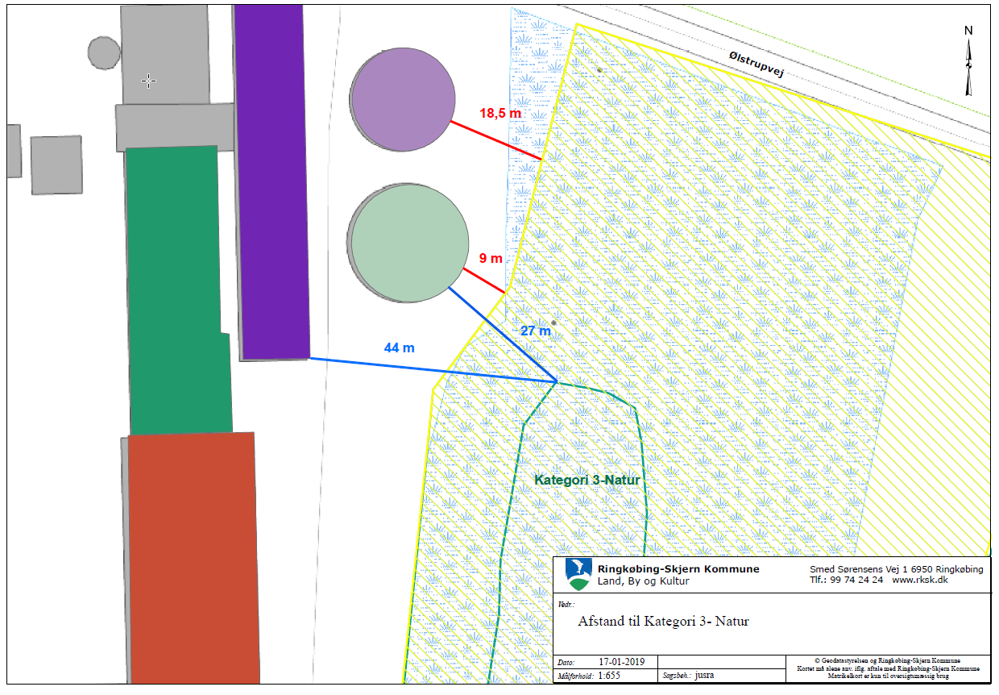 N
Ølstrupvej
18,5 m
9 m
27 m
44 m
Kategori 3-Natur
Ringkøbing-Skjern Kommune
Land, By og Kultur
Smed Sørensens Vej 1 6950 Ringkøbing
Tlf.: 99 74 24 24 www.rksk.dk
Vedr.:
Afstand til Kategori 3- Natur
Dato: 17-01-2019
Målforhold: 1:655
Sagsbeh.: jusra
© Geodatastyrelsen og Ringkøbing-Skjern Kommune
Kortet må alene anv. iflg. aftale med Ringkøbing-Skjern Kommune
Matrikelkort er kun til oversigtsmæssig brug